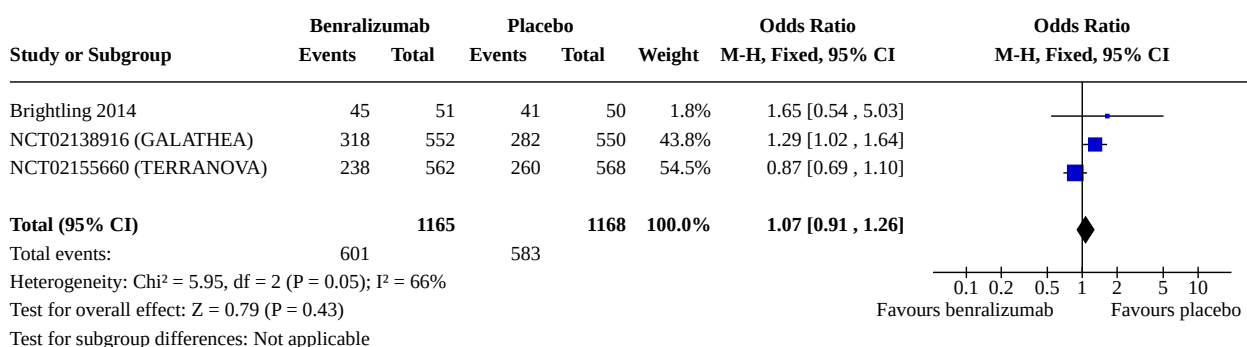 Benralizumab Placebo Odds Ratio Odds Ratio
Study or Subgroup Events Total Events Total Weight M-H, Fixed, 95% CI M-H, Fixed, 95% CI
Brightling 2014 45 51 41 50 1.8% 1.65 [0.54 , 5.03]
NCT02138916 (GALATHEA) 318 552 282 550 43.8% 1.29 [1.02 , 1.64]
NCT02155660 (TERRANOVA) 238 562 260 568 54.5% 0.87 [0.69 , 1.10]
Total (95% CI) 1165 1168 100.0% 1.07 [0.91 , 1.26]
Total events: 601 583
Heterogeneity: Chi² = 5.95, df = 2 (P = 0.05); I² = 66%
0.1 0.2 0.5 1 2 5 10
Test for overall effect: Z = 0.79 (P = 0.43) Favours benralizumab Favours placebo
Test for subgroup differences: Not applicable